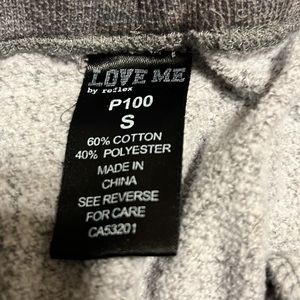 LOVE ME
by reflex
P100
S
60% COTTON
40% POLYESTER
MADE IN
CHINA
SEE REVERSE
FOR CARE
CA53201